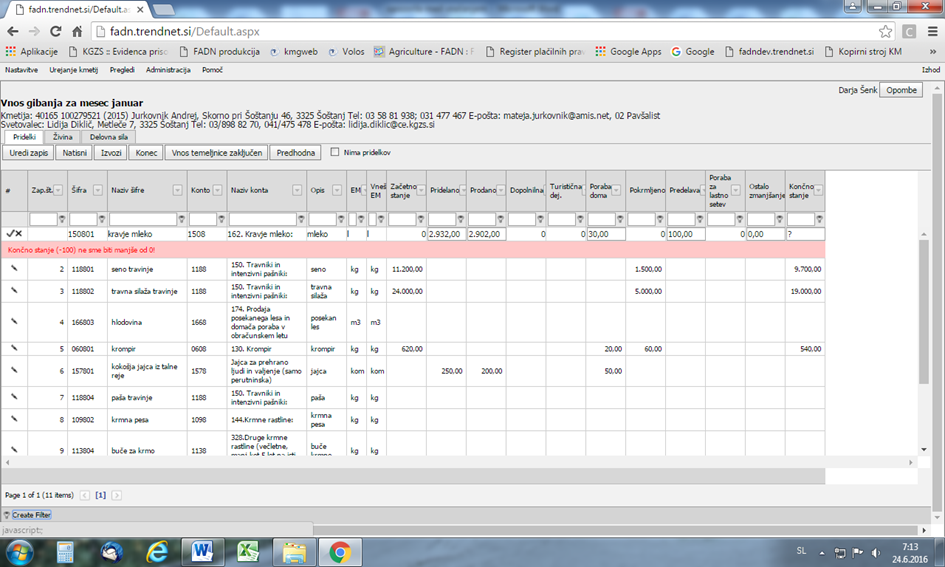 fadn.trendnet.si/Default.as
fadn.trendnet.si/Default.aspx
Aplikacije KGZS :: Evidenca priso FADN produkcija kmgweb Volos Agriculture - FADN : F Register plačilnih prav Google Apps Google fadndev.trendnet.si Kopirni stroj KM »
Nastavitve Urejanje kmetij Pregledi Administracija Pomoč Izhod
Darja Šenk Opombe
Vnos gibanja za mesec januar
Kmetija: 40165 100279521 (2015) Jurkovnik Andrej, Skorno pri Šoštanju 46, 3325 Šoštanj Tel: 03 58 81 938; 031 477 467 E-pošta: mateja.jurkovnik@amis.net, 02 Pavšalist
Svetovalec: Lidija Diklič, Metleče 7, 3325 Šoštanj Tel: 03/898 82 70, 041/475 478 E-pošta: lidija.diklic@ce.kgzs.si
Pridelki Živina Delovna sila
Uredi zapis Natisni Izvozi Konec Vnos temeljnice zaključen Predhodna Nima pridelkov
# Zap.št. Šifra Naziv šifre Konto Naziv konta Opis EM Vneš EM Začetno stanje Pridelano Prodano Dopolnilna Turistična dej. Poraba doma Pokrmljeno Predelava Poraba za lastno setev Ostalo zmanjšanje Končno stanje
150801 kravje mleko 1508 162. Kravje mleko: mleko l l 0 2.932,00 2.902,00 0 0 30,00 0 100,00 0 0,00 ?
Končno stanje (-100) ne sme biti manjše od 0!
2 118801 seno travinje 1188 150. Travniki in intenzivni pašniki: seno kg kg 11.200,00 1.500,00 9.700,00
3 118802 travna silaža travinje 1188 150. Travniki in intenzivni pašniki: travna silaža kg kg 24.000,00 5.000,00 19.000,00
4 166803 hlodovina 1668 174. Prodaja posekanega lesa in domača poraba v obračunskem letu posekan les m3 m3
5 060801 krompir 0608 130. Krompir krompir kg kg 620,00 20,00 60,00 540,00
6 157801 kokošja jajca iz talne reje 1578 Jajca za prehrano ljudi in valjenje (samo perutninska) jajca kom kom 250,00 200,00 50,00
7 118804 paša travinje 1188 150. Travniki in intenzivni pašniki: paša kg kg
8 109802 krmna pesa 1098 144.Krmne rastline: krmna pesa kg kg
9 113804 buče za krmo 1138 328.Druge krmne rastline (večletne, manj kot 5 let na isti buče krmne kg kg
Page 1 of 1 (11 items) [1]
Create Filter
javascript:;
SL 7:13
24.6.2016